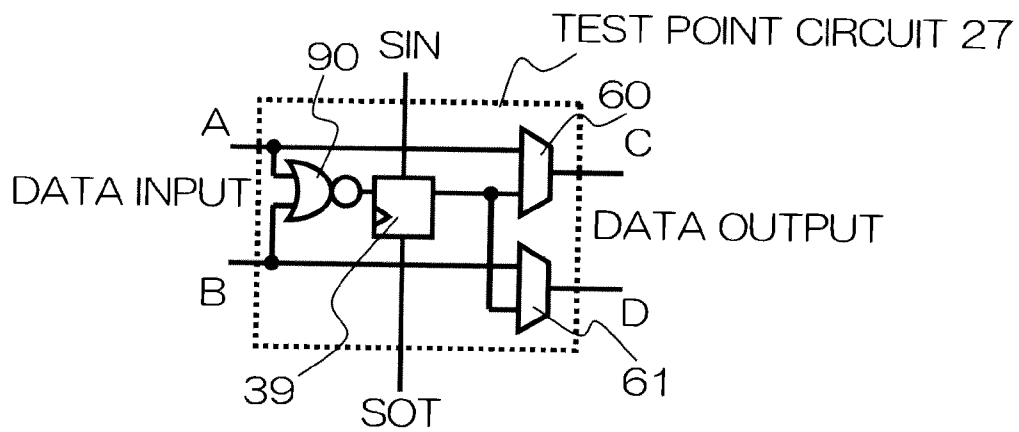 TEST POINT CIRCUIT 27
SIN
90
60
A
C
DATA INPUT
DATA OUTPUT
B
D
39
61
SOT